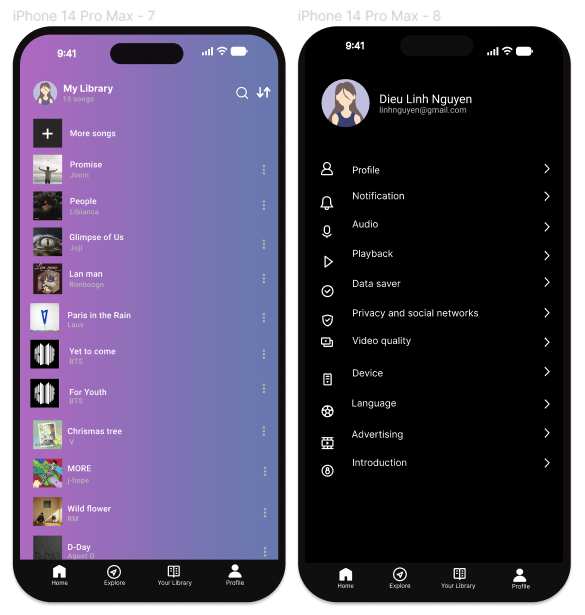 iPhone 14 Pro Max - 7
9:41
My Library
15 songs
More songs
Promise
Jimin
People
Libianca
Glimpse of Us
Joji
Lan man
Ronbougn
Paris in the Rain
Lauv
Yet to come
BTS
For Youth
BTS
Chrismas tree
V
MORE
j-hope
Wild flower
RM
D-Day
Agust D
Home
Explore
Your Library
Profile
iPhone 14 Pro Max - 8
9:41
Dieu Linh Nguyen
linhnguyen@gmail.com
Profile
Notification
Audio
Playback
Data saver
Privacy and social networks
Video quality
Device
Language
Advertising
Introduction
Home
Explore
Your Library
Profile